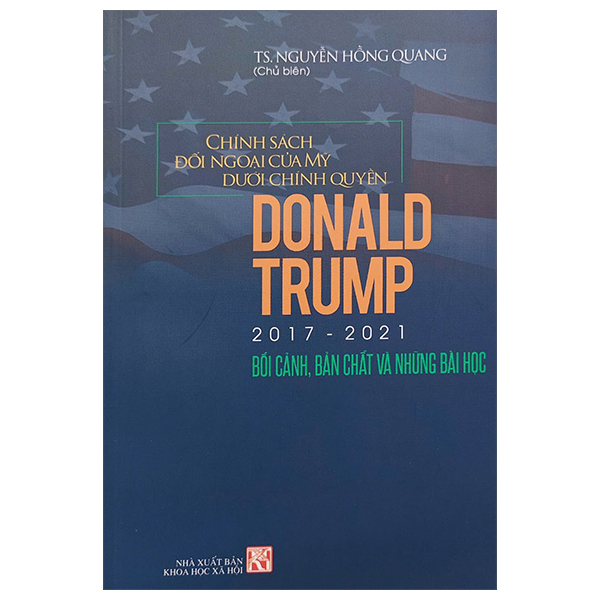 TS. NGUYỄN HỒNG QUANG
(Chủ biên)
CHÍNH SÁCH
ĐỐI NGOẠI CỦA MỸ
DƯỚI CHÍNH QUYỀN
DONALD
TRUMP
2017 - 2021
BỐI CẢNH, BẢN CHẤT VÀ NHỮNG BÀI HỌC
NHÀ XUẤT BẢN
KHOA HỌC XÃ HỘI